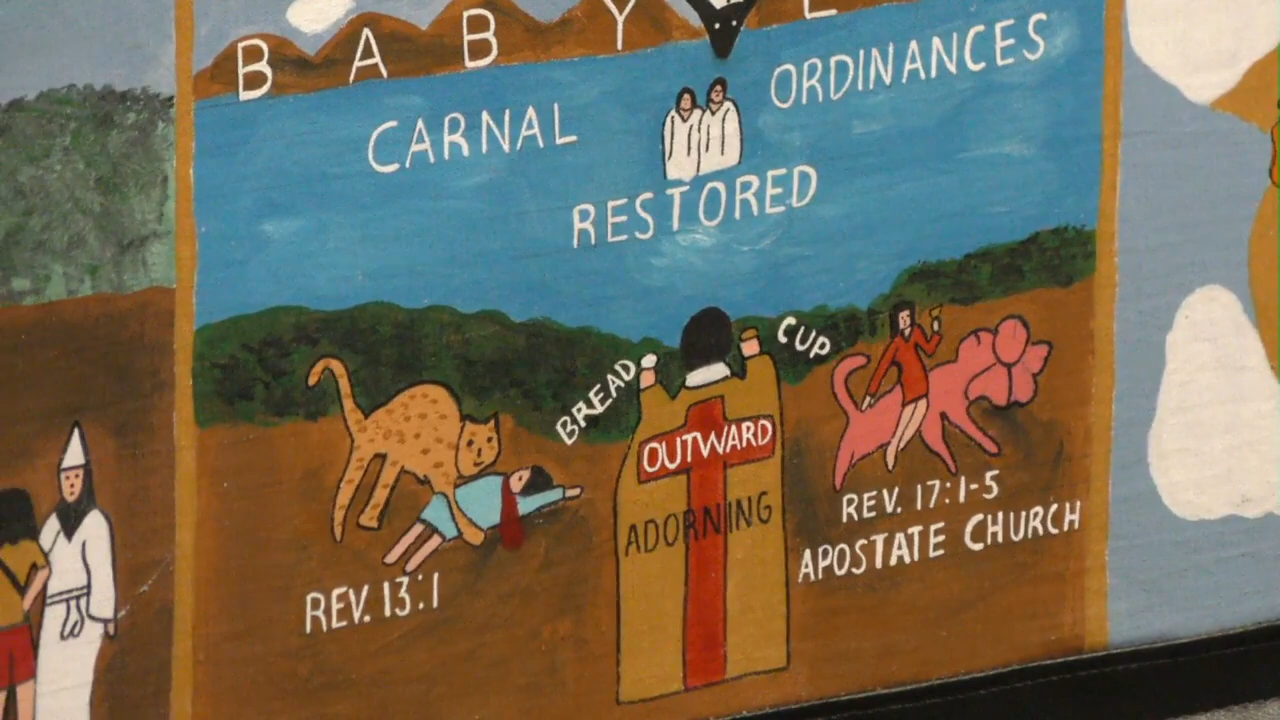 B A B Y
CARNAL ORDINANCES
RESTORED
BREAD CUP
OUTWARD
ADORNING
REV. 13:1
REV. 17:1-5
APOSTATE CHURCH